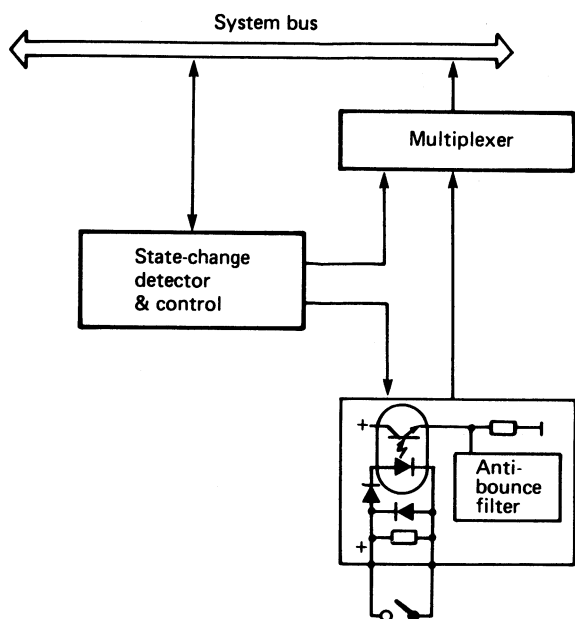 System bus
Multiplexer
State-change
detector
& control
+
Anti-
bounce
filter
+